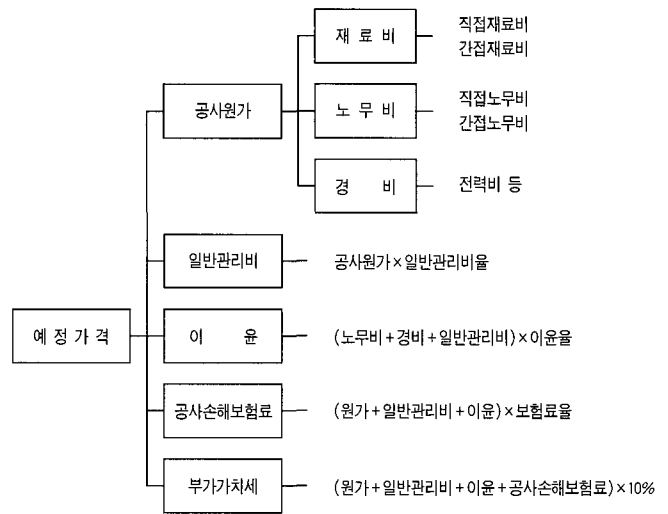 재 료 비
직접재료비
간접재료비
공사원가
노 무 비
직접노무비
간접노무비
경 비
전력비 등
일반관리비
공사원가×일반관리비율
예 정 가 격
이 윤
(노무비+경비+일반관리비)×이윤율
공사손해보험료
(원가+일반관리비+이윤)×보험료율
부가가치세
(원가+일반관리비+이윤+공사손해보험료)×10%